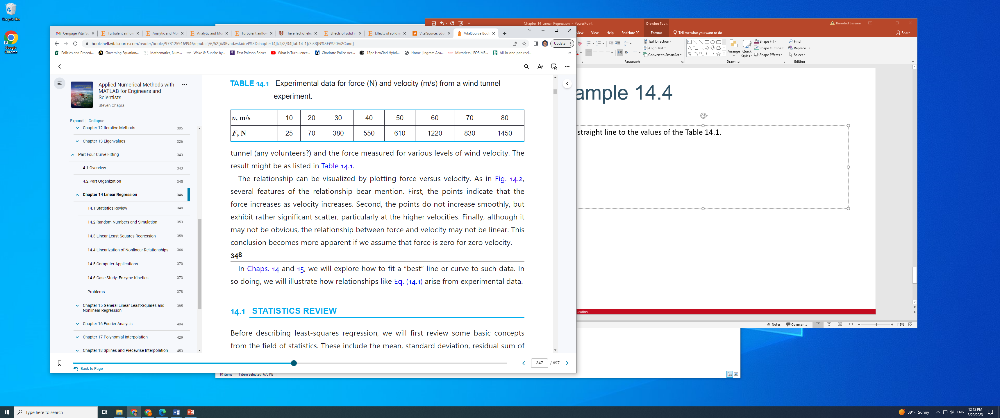 Recycle Bin
Google Chrome
Chapter_14_Linear_Regression - PowerPoint
Drawing Tools
Bamdad Lessani
View
Help
EndNote 20
Format
Tell me what you want to do
Share
Text Direction
Align Text
Convert to SmartArt
Paragraph
Arrange
Quick Styles
Shape Fill
Shape Outline
Shape Effects
Drawing
Find
Replace
Select
Editing
ample 14.4
straight line to the values of the Table 14.1.
ucation.
Notes
Comments
118%
Cengage Vital So
Turbulent airflow
Analytic and Mo
Analytic and Mo
Turbulent airflow
The effect of ele
Effects of solid in
Effects of solid in
VitalSource: Edu
VitalSource Book
bookshelf.vitalsource.com/reader/books/9781259169946/epubcfi/6/52[%3Bvnd.vst.idref%3Dchapter14]!/4/2/34[tab14-1]/3:33[N%5E)%20%2Cand]
Update
Policies and Proced...
Governing Equation...
Mathematics, Num...
Wake & Sunrise by...
Fast Poisson Solver
What Is Turbulence...
Charlotte Police Acc...
13pc HexClad Hybri...
Home | Ingram Aca...
Mirrorless | EOS M5...
All-in-one-pan reci...
Applied Numerical Methods with
MATLAB for Engineers and
Scientists
Steven Chapra
Expand | Collapse
Chapter 12 Iterative Methods 305
Chapter 13 Eigenvalues 326
Part Four Curve Fitting 343
4.1 Overview 343
4.2 Part Organization 345
Chapter 14 Linear Regression 346
14.1 Statistics Review 348
14.2 Random Numbers and Simulation 353
14.3 Linear Least-Squares Regression 358
14.4 Linearization of Nonlinear Relationships 366
14.5 Computer Applications 370
14.6 Case Study: Enzyme Kinetics 373
Problems 378
Chapter 15 General Linear Least-Squares and 385
Nonlinear Regression
Chapter 16 Fourier Analysis 404
Chapter 17 Polynomial Interpolation 429
Chapter 18 Splines and Piecewise Interpolation 453
TABLE 14.1 Experimental data for force (N) and velocity (m/s) from a wind tunnel
experiment.
υ, m/s 10 20 30 40 50 60 70 80
F, N 25 70 380 550 610 1220 830 1450
tunnel (any volunteers?) and the force measured for various levels of wind velocity. The
result might be as listed in Table 14.1.
The relationship can be visualized by plotting force versus velocity. As in Fig. 14.2,
several features of the relationship bear mention. First, the points indicate that the
force increases as velocity increases. Second, the points do not increase smoothly, but
exhibit rather significant scatter, particularly at the higher velocities. Finally, although it
may not be obvious, the relationship between force and velocity may not be linear. This
conclusion becomes more apparent if we assume that force is zero for zero velocity.
348
In Chaps. 14 and 15, we will explore how to fit a “best” line or curve to such data. In
so doing, we will illustrate how relationships like Eq. (14.1) arise from experimental data.
14.1 STATISTICS REVIEW
Before describing least-squares regression, we will first review some basic concepts
from the field of statistics. These include the mean, standard deviation, residual sum of
Back to Page
347 / 697
10 items 1 item selected 670 KB
Type here to search
39°F Sunny
ENG
12:12 PM
3/20/2023